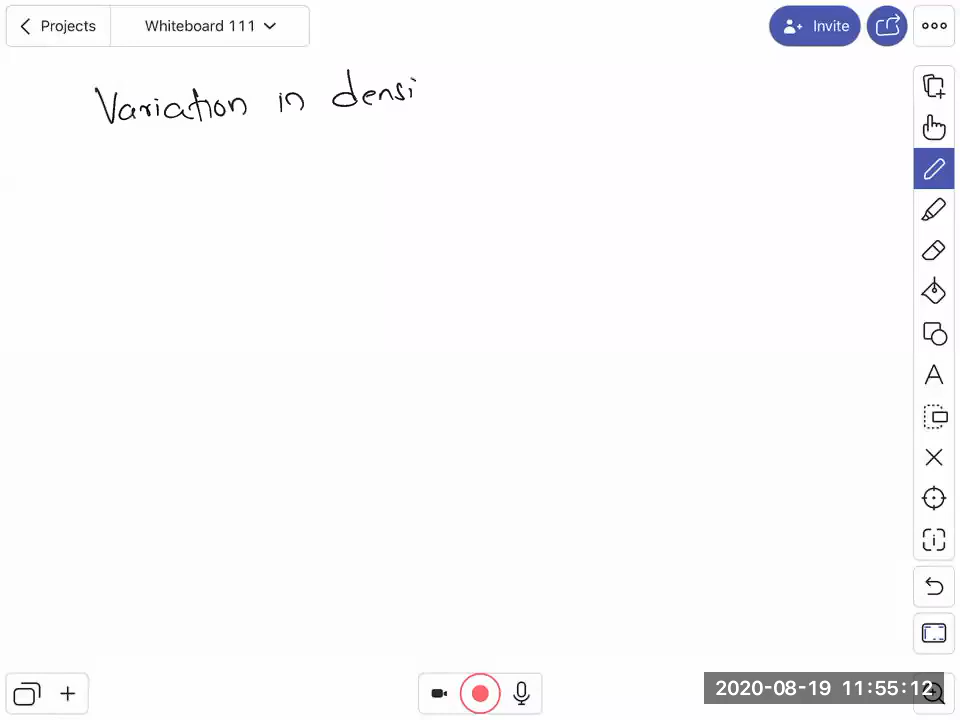 Projects
Whiteboard 111
Invite
Variation in densi
A
2020-08-19 11:55:12